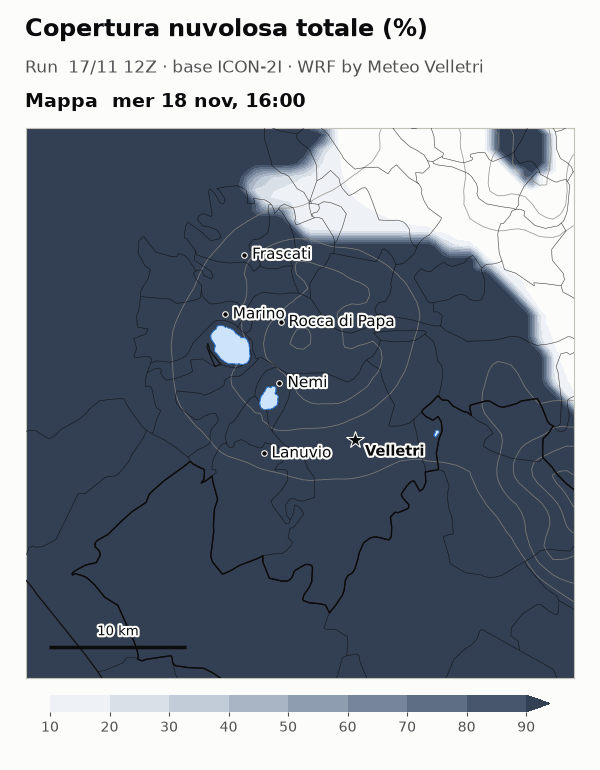 Copertura nuvolosa totale (%)
Run  17/11 12Z · base ICON-2I · WRF by Meteo Velletri
Mappa  mer 18 nov, 16:00
Frascati
Marino
Rocca di Papa
Nemi
Velletri
Lanuvio
10 km
10 20 30 40 50 60 70 80 90